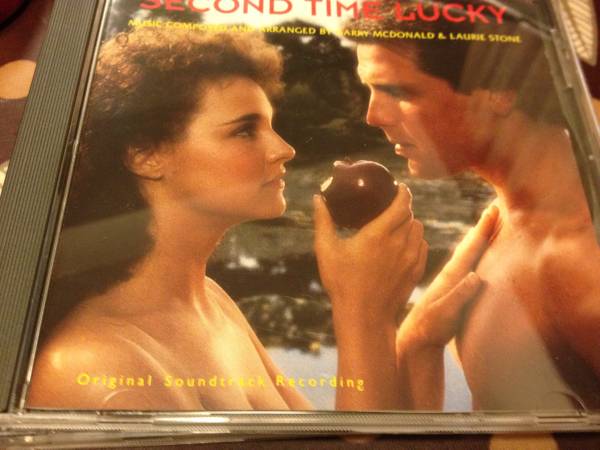 SECOND TIME LUCKY
MUSIC COMPOSED AND ARRANGED BY GARRY MCDONALD & LAURIE STONE
Original Soundtrack Recording